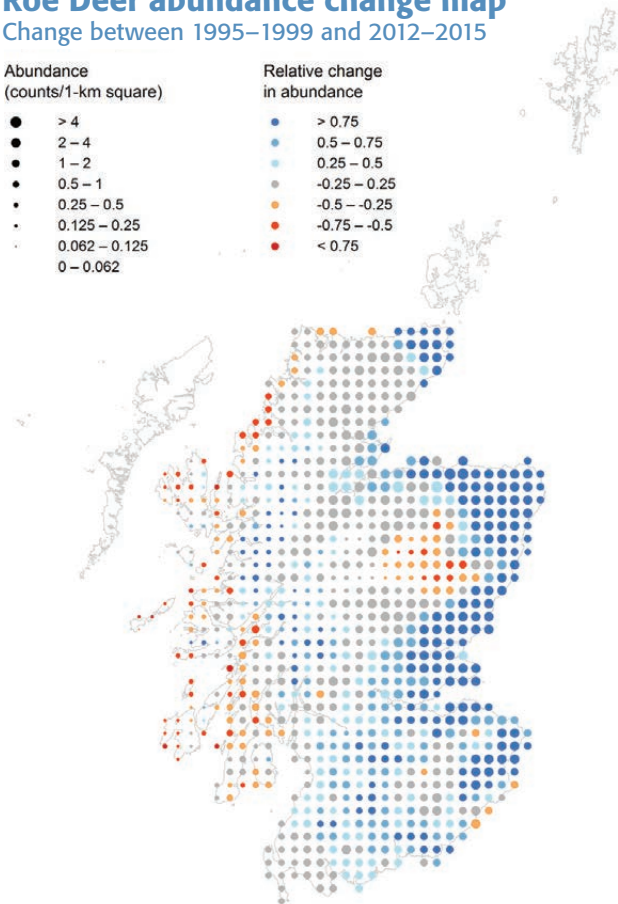 Roe Deer abundance change map
Change between 1995–1999 and 2012–2015
Abundance
(counts/1-km square)
> 4
2 – 4
1 – 2
0.5 – 1
0.25 – 0.5
0.125 – 0.25
0.062 – 0.125
0 – 0.062
Relative change
in abundance
> 0.75
0.5 – 0.75
0.25 – 0.5
-0.25 – 0.25
-0.5 – -0.25
-0.75 – -0.5
< 0.75